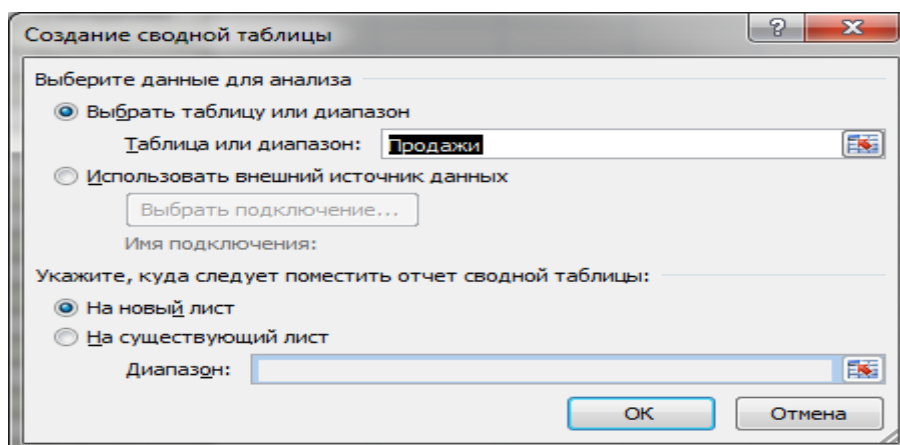 Создание сводной таблицы
?
Выберите данные для анализа
Выбрать таблицу или диапазон
Таблица или диапазон: Продажи
Использовать внешний источник данных
Выбрать подключение...
Имя подключения:
Укажите, куда следует поместить отчет сводной таблицы:
На новый лист
На существующий лист
Диапазон:
ОК Отмена